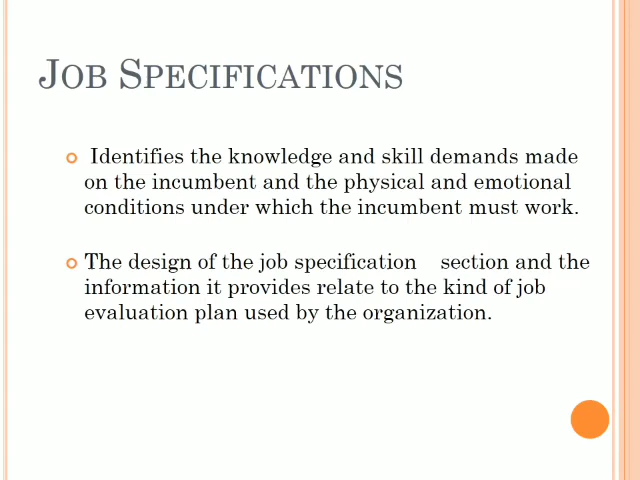 JOB SPECIFICATIONS
Identifies the knowledge and skill demands made
on the incumbent and the physical and emotional
conditions under which the incumbent must work.
The design of the job specification section and the
information it provides relate to the kind of job
evaluation plan used by the organization.